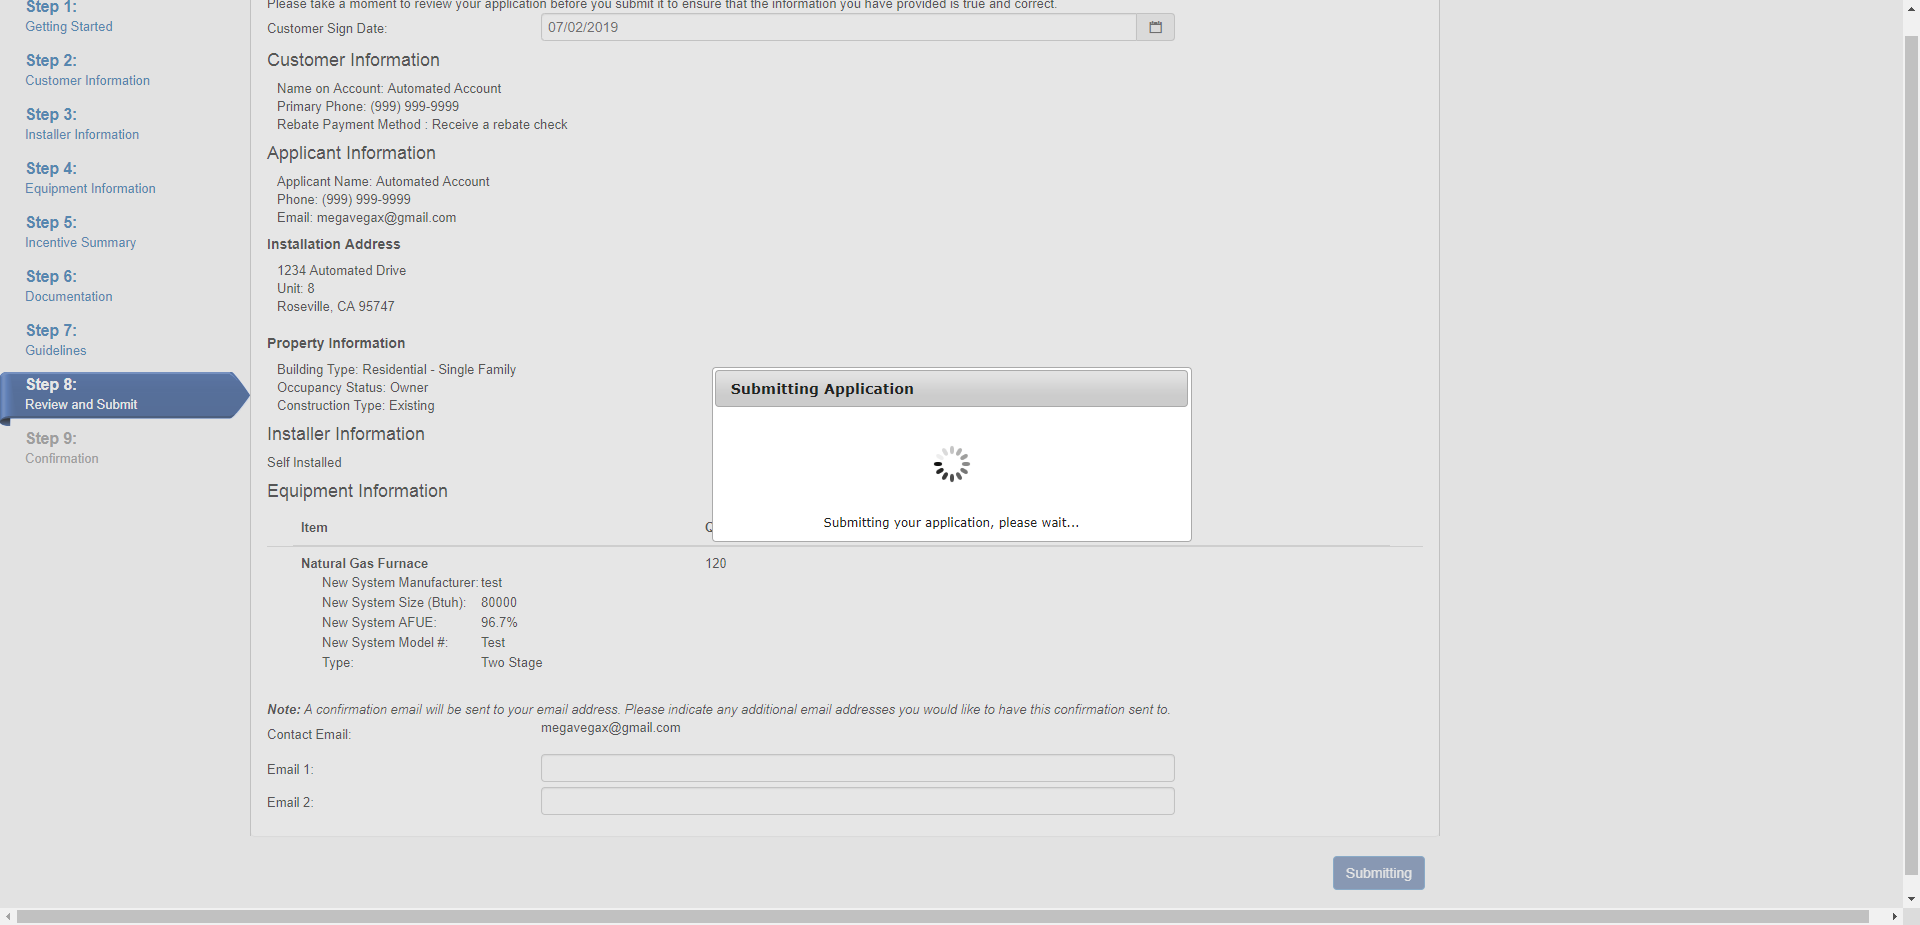 Step 1:
Getting Started
Step 2:
Customer Information
Step 3:
Installer Information
Step 4:
Equipment Information
Step 5:
Incentive Summary
Step 6:
Documentation
Step 7:
Guidelines
Step 8:
Review and Submit
Step 9:
Confirmation
Please take a moment to review your application before you submit it to ensure that the information you have provided is true and correct.
Customer Sign Date: 07/02/2019
Customer Information
Name on Account: Automated Account
Primary Phone: (999) 999-9999
Rebate Payment Method : Receive a rebate check
Applicant Information
Applicant Name: Automated Account
Phone: (999) 999-9999
Email: megavegax@gmail.com
Installation Address
1234 Automated Drive
Unit: 8
Roseville, CA 95747
Property Information
Building Type: Residential - Single Family
Occupancy Status: Owner
Construction Type: Existing
Installer Information
Self Installed
Equipment Information
Item
Natural Gas Furnace 120
New System Manufacturer: test
New System Size (Btuh): 80000
New System AFUE: 96.7%
New System Model #: Test
Type: Two Stage
Submitting Application
Submitting your application, please wait...
Note: A confirmation email will be sent to your email address. Please indicate any additional email addresses you would like to have this confirmation sent to.
Contact Email: megavegax@gmail.com
Email 1:
Email 2:
Submitting